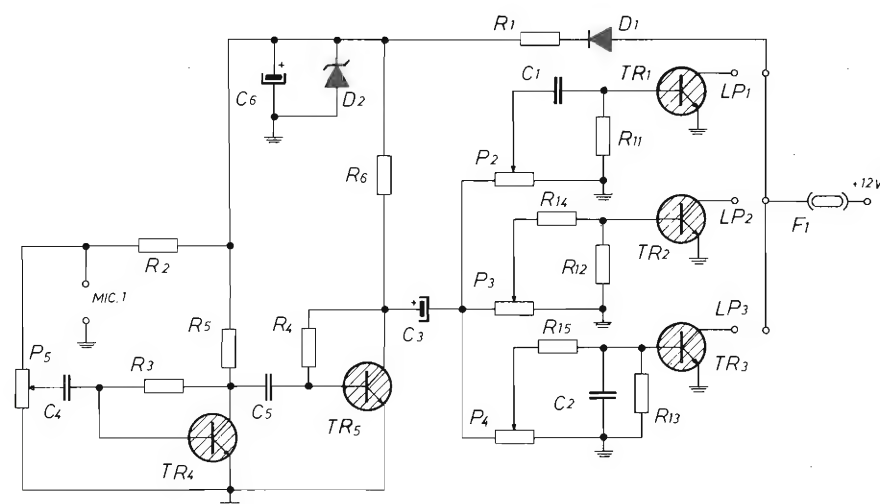 R1
D1
C6
D2
C1
TR1
LP1
R11
P2
R6
R14
TR2
LP2
F1
+12V
R2
MIC.1
R12
P3
C3
R5
R4
R15
LP3
TR3
P5
R3
C4
C5
TR5
C2
R13
P4
TR4